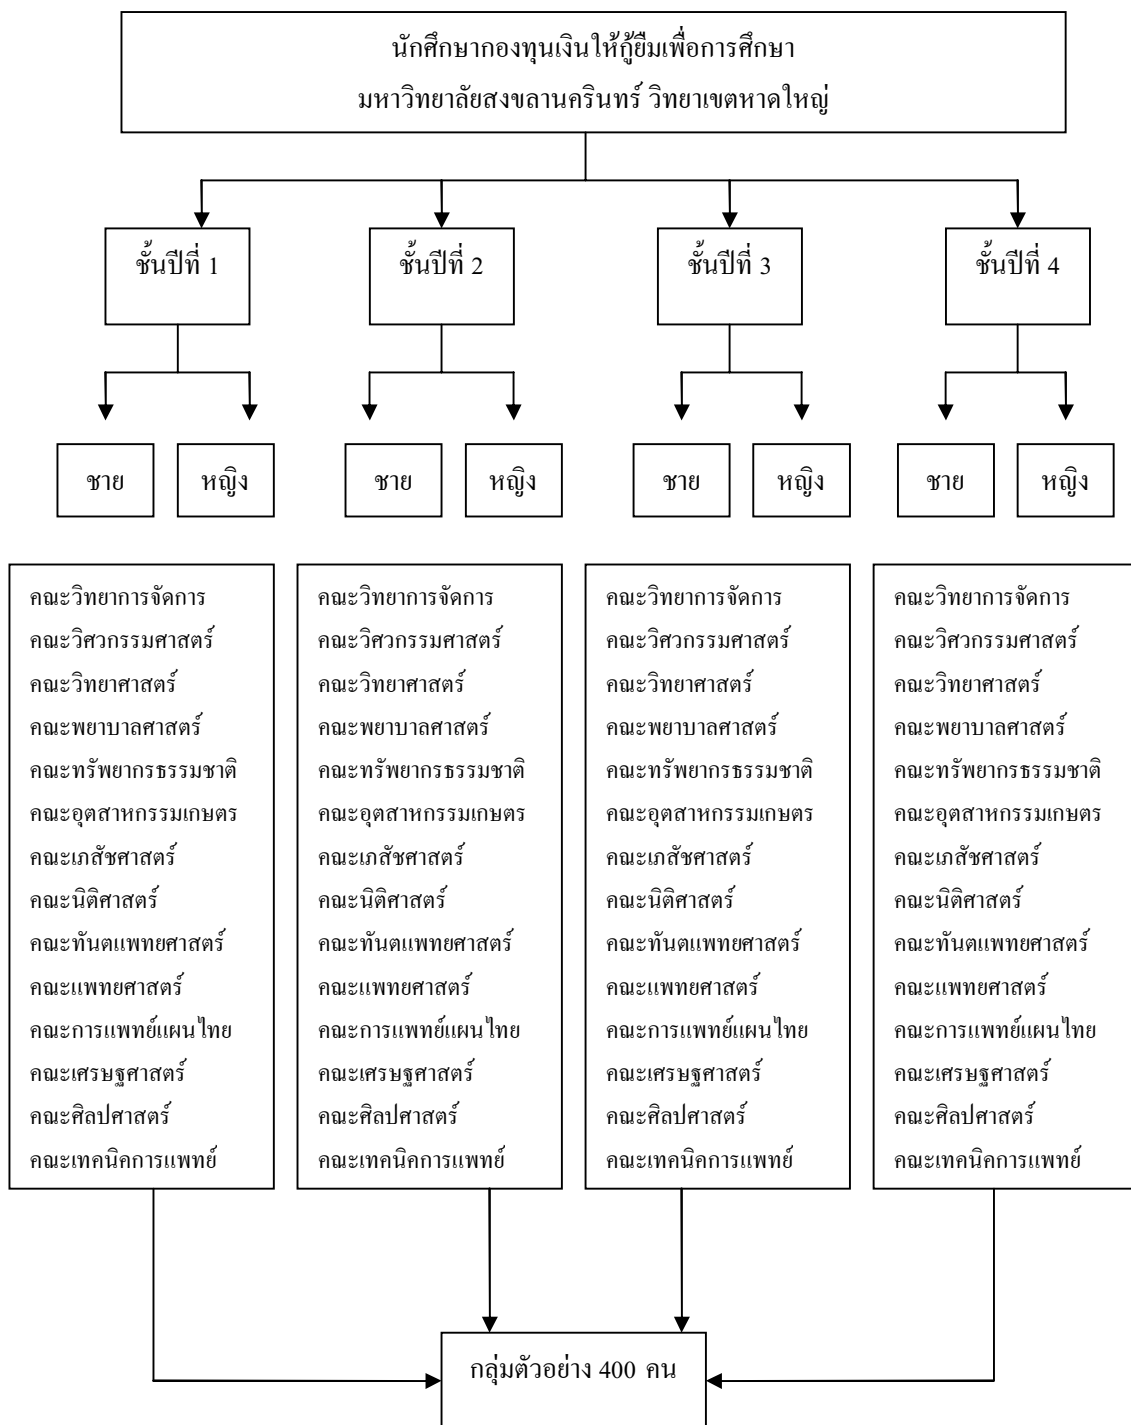 นักศึกษากองทุนเงินให้กู้ยืมเพื่อการศึกษา
มหาวิทยาลัยสงขลานครินทร์ วิทยาเขตหาดใหญ่
ชั้นปีที่ 1
ชั้นปีที่ 2
ชั้นปีที่ 3
ชั้นปีที่ 4
ชาย
หญิง
ชาย
หญิง
ชาย
หญิง
ชาย
หญิง
คณะวิทยาการจัดการ
คณะวิศวกรรมศาสตร์
คณะวิทยาศาสตร์
คณะพยาบาลศาสตร์
คณะทรัพยากรธรรมชาติ
คณะอุตสาหกรรมเกษตร
คณะเภสัชศาสตร์
คณะนิติศาสตร์
คณะทันตแพทยศาสตร์
คณะแพทยศาสตร์
คณะการแพทย์แผนไทย
คณะเศรษฐศาสตร์
คณะศิลปศาสตร์
คณะเทคนิคการแพทย์
คณะวิทยาการจัดการ
คณะวิศวกรรมศาสตร์
คณะวิทยาศาสตร์
คณะพยาบาลศาสตร์
คณะทรัพยากรธรรมชาติ
คณะอุตสาหกรรมเกษตร
คณะเภสัชศาสตร์
คณะนิติศาสตร์
คณะทันตแพทยศาสตร์
คณะแพทยศาสตร์
คณะการแพทย์แผนไทย
คณะเศรษฐศาสตร์
คณะศิลปศาสตร์
คณะเทคนิคการแพทย์
คณะวิทยาการจัดการ
คณะวิศวกรรมศาสตร์
คณะวิทยาศาสตร์
คณะพยาบาลศาสตร์
คณะทรัพยากรธรรมชาติ
คณะอุตสาหกรรมเกษตร
คณะเภสัชศาสตร์
คณะนิติศาสตร์
คณะทันตแพทยศาสตร์
คณะแพทยศาสตร์
คณะการแพทย์แผนไทย
คณะเศรษฐศาสตร์
คณะศิลปศาสตร์
คณะเทคนิคการแพทย์
คณะวิทยาการจัดการ
คณะวิศวกรรมศาสตร์
คณะวิทยาศาสตร์
คณะพยาบาลศาสตร์
คณะทรัพยากรธรรมชาติ
คณะอุตสาหกรรมเกษตร
คณะเภสัชศาสตร์
คณะนิติศาสตร์
คณะทันตแพทยศาสตร์
คณะแพทยศาสตร์
คณะการแพทย์แผนไทย
คณะเศรษฐศาสตร์
คณะศิลปศาสตร์
คณะเทคนิคการแพทย์
กลุ่มตัวอย่าง 400 คน